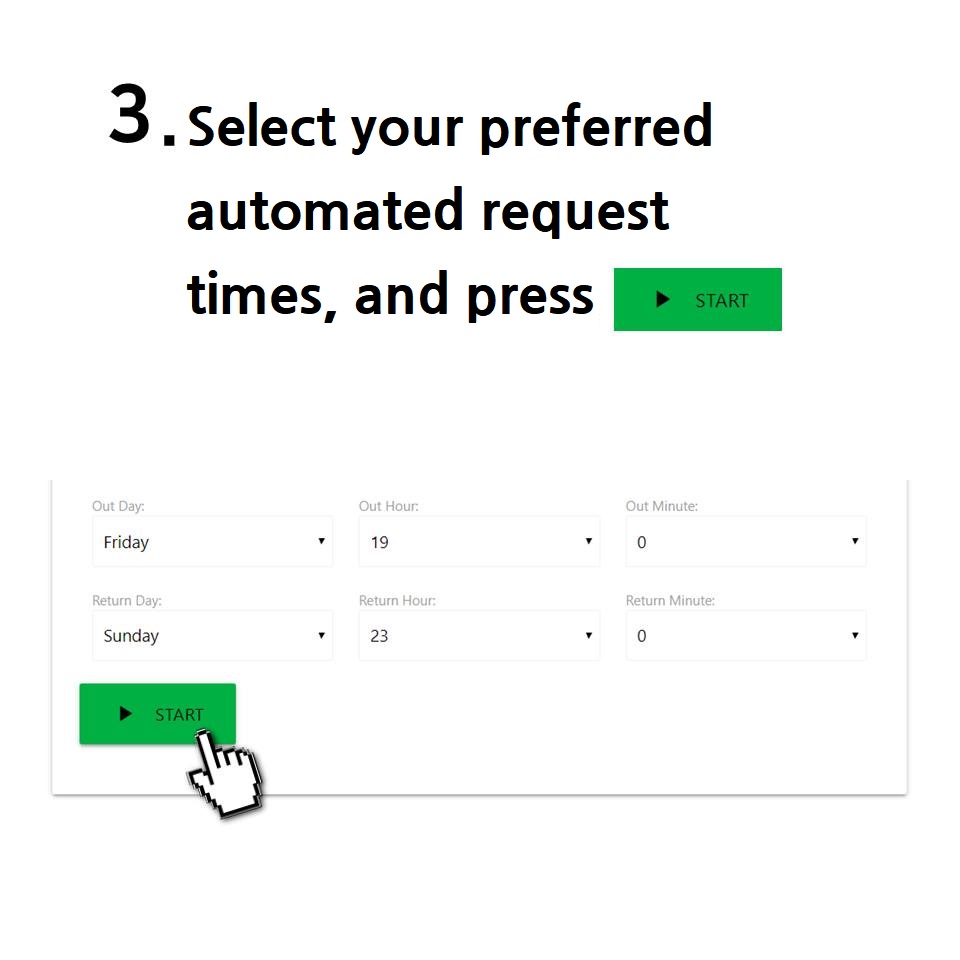 3. Select your preferred
automated request
times, and press ▶ START
Out Day: Out Hour: Out Minute:
Friday 19 0
Return Day: Return Hour: Return Minute:
Sunday 23 0
▶ START